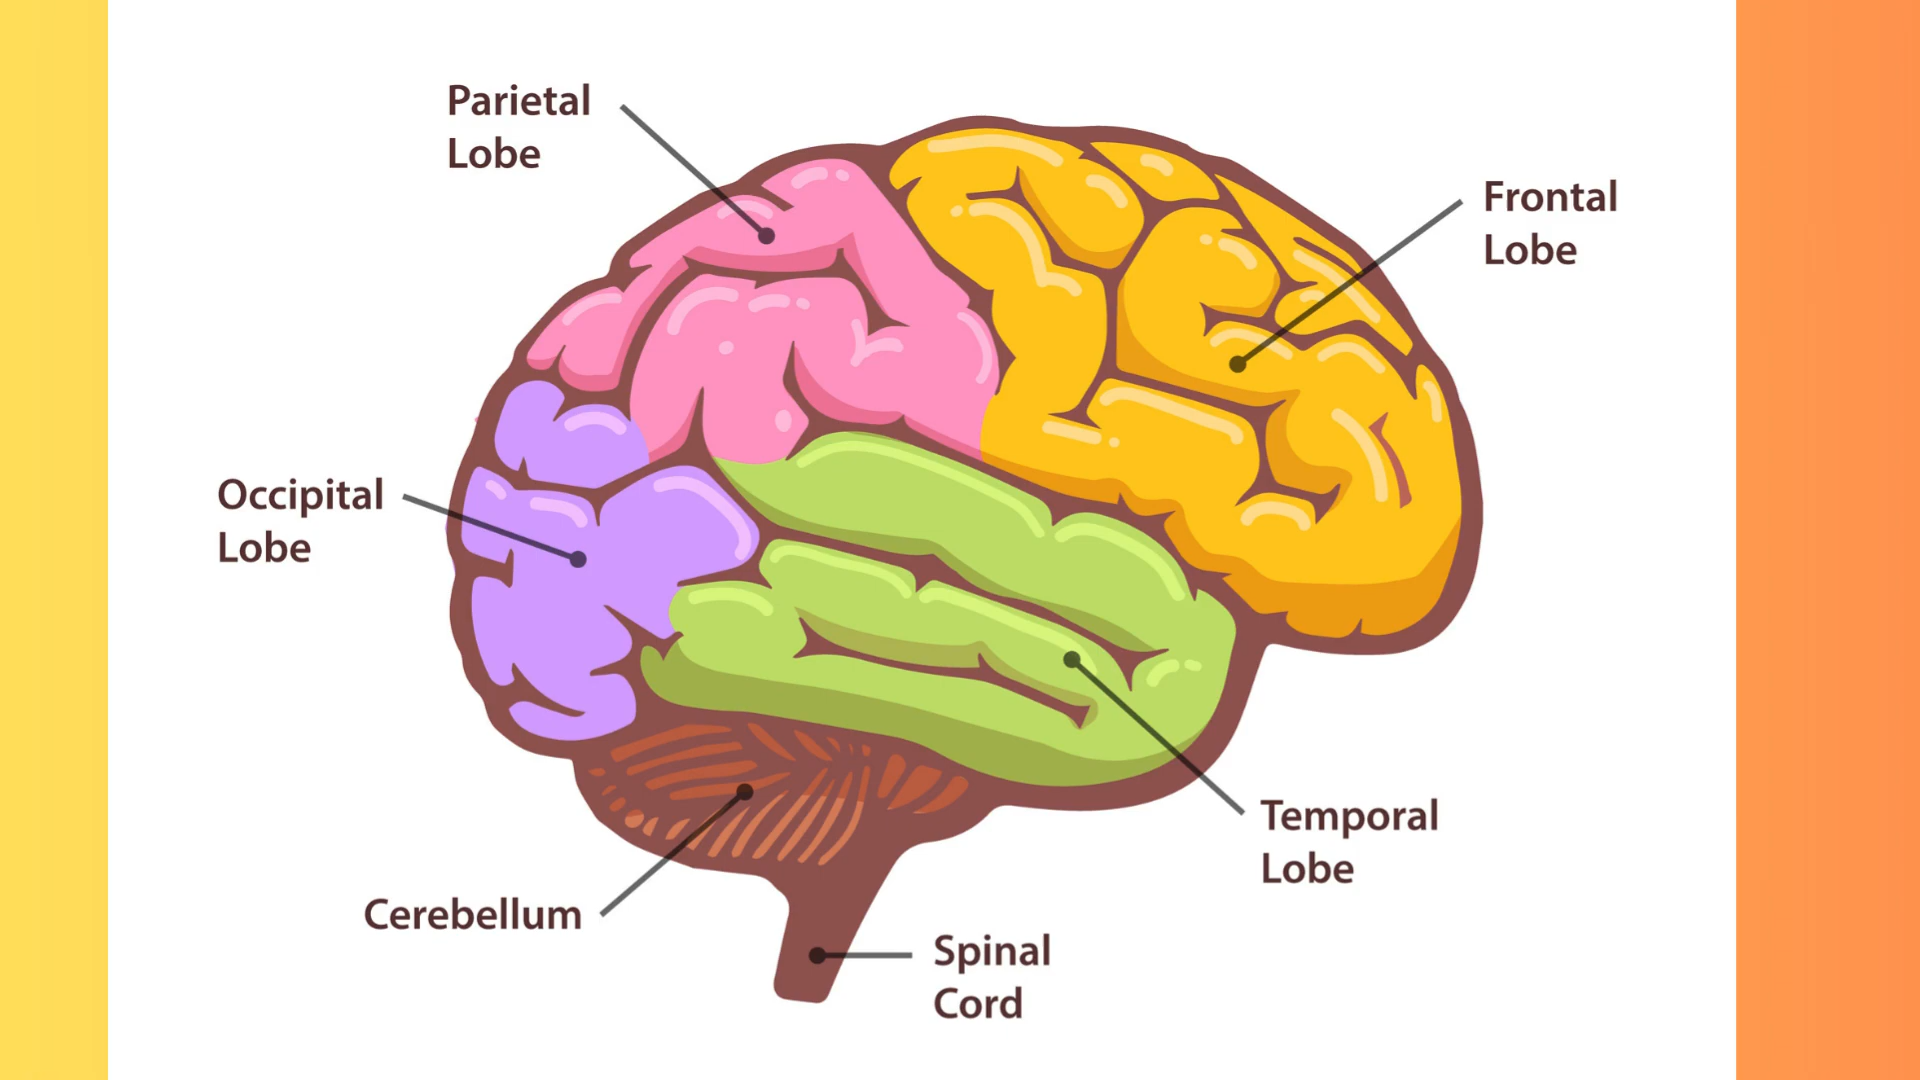 Parietal
Lobe
Frontal
Lobe
Occipital
Lobe
Temporal
Lobe
Cerebellum
Spinal
Cord